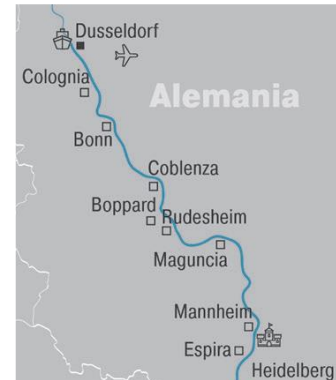 Dusseldorf
Colognia
Alemania
Bonn
Coblenza
Boppard
Rudesheim
Maguncia
Mannheim
Espira
Heidelberg